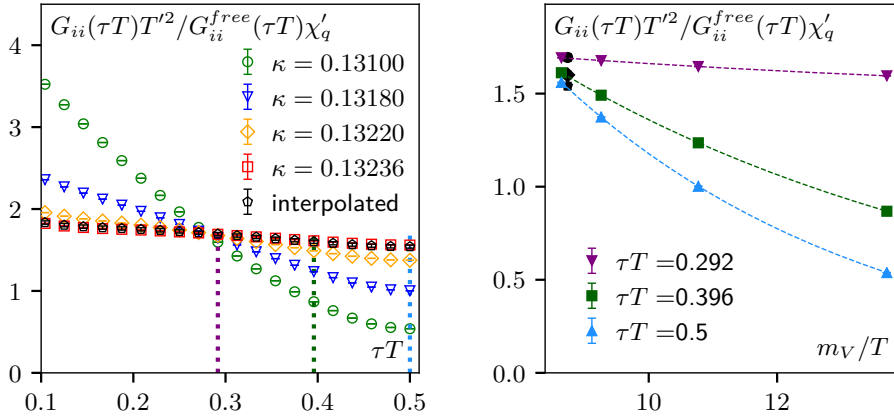 G_{ii}(τT)T'^2/G_{ii}^{free}(τT)χ'_q
4
3
2
1
0
κ = 0.13100
κ = 0.13180
κ = 0.13220
κ = 0.13236
interpolated
τT
0.1
0.2
0.3
0.4
0.5
G_{ii}(τT)T'^2/G_{ii}^{free}(τT)χ'_q
1.5
1.0
0.5
0.0
τT =0.292
τT =0.396
τT =0.5
m_V/T
10
12